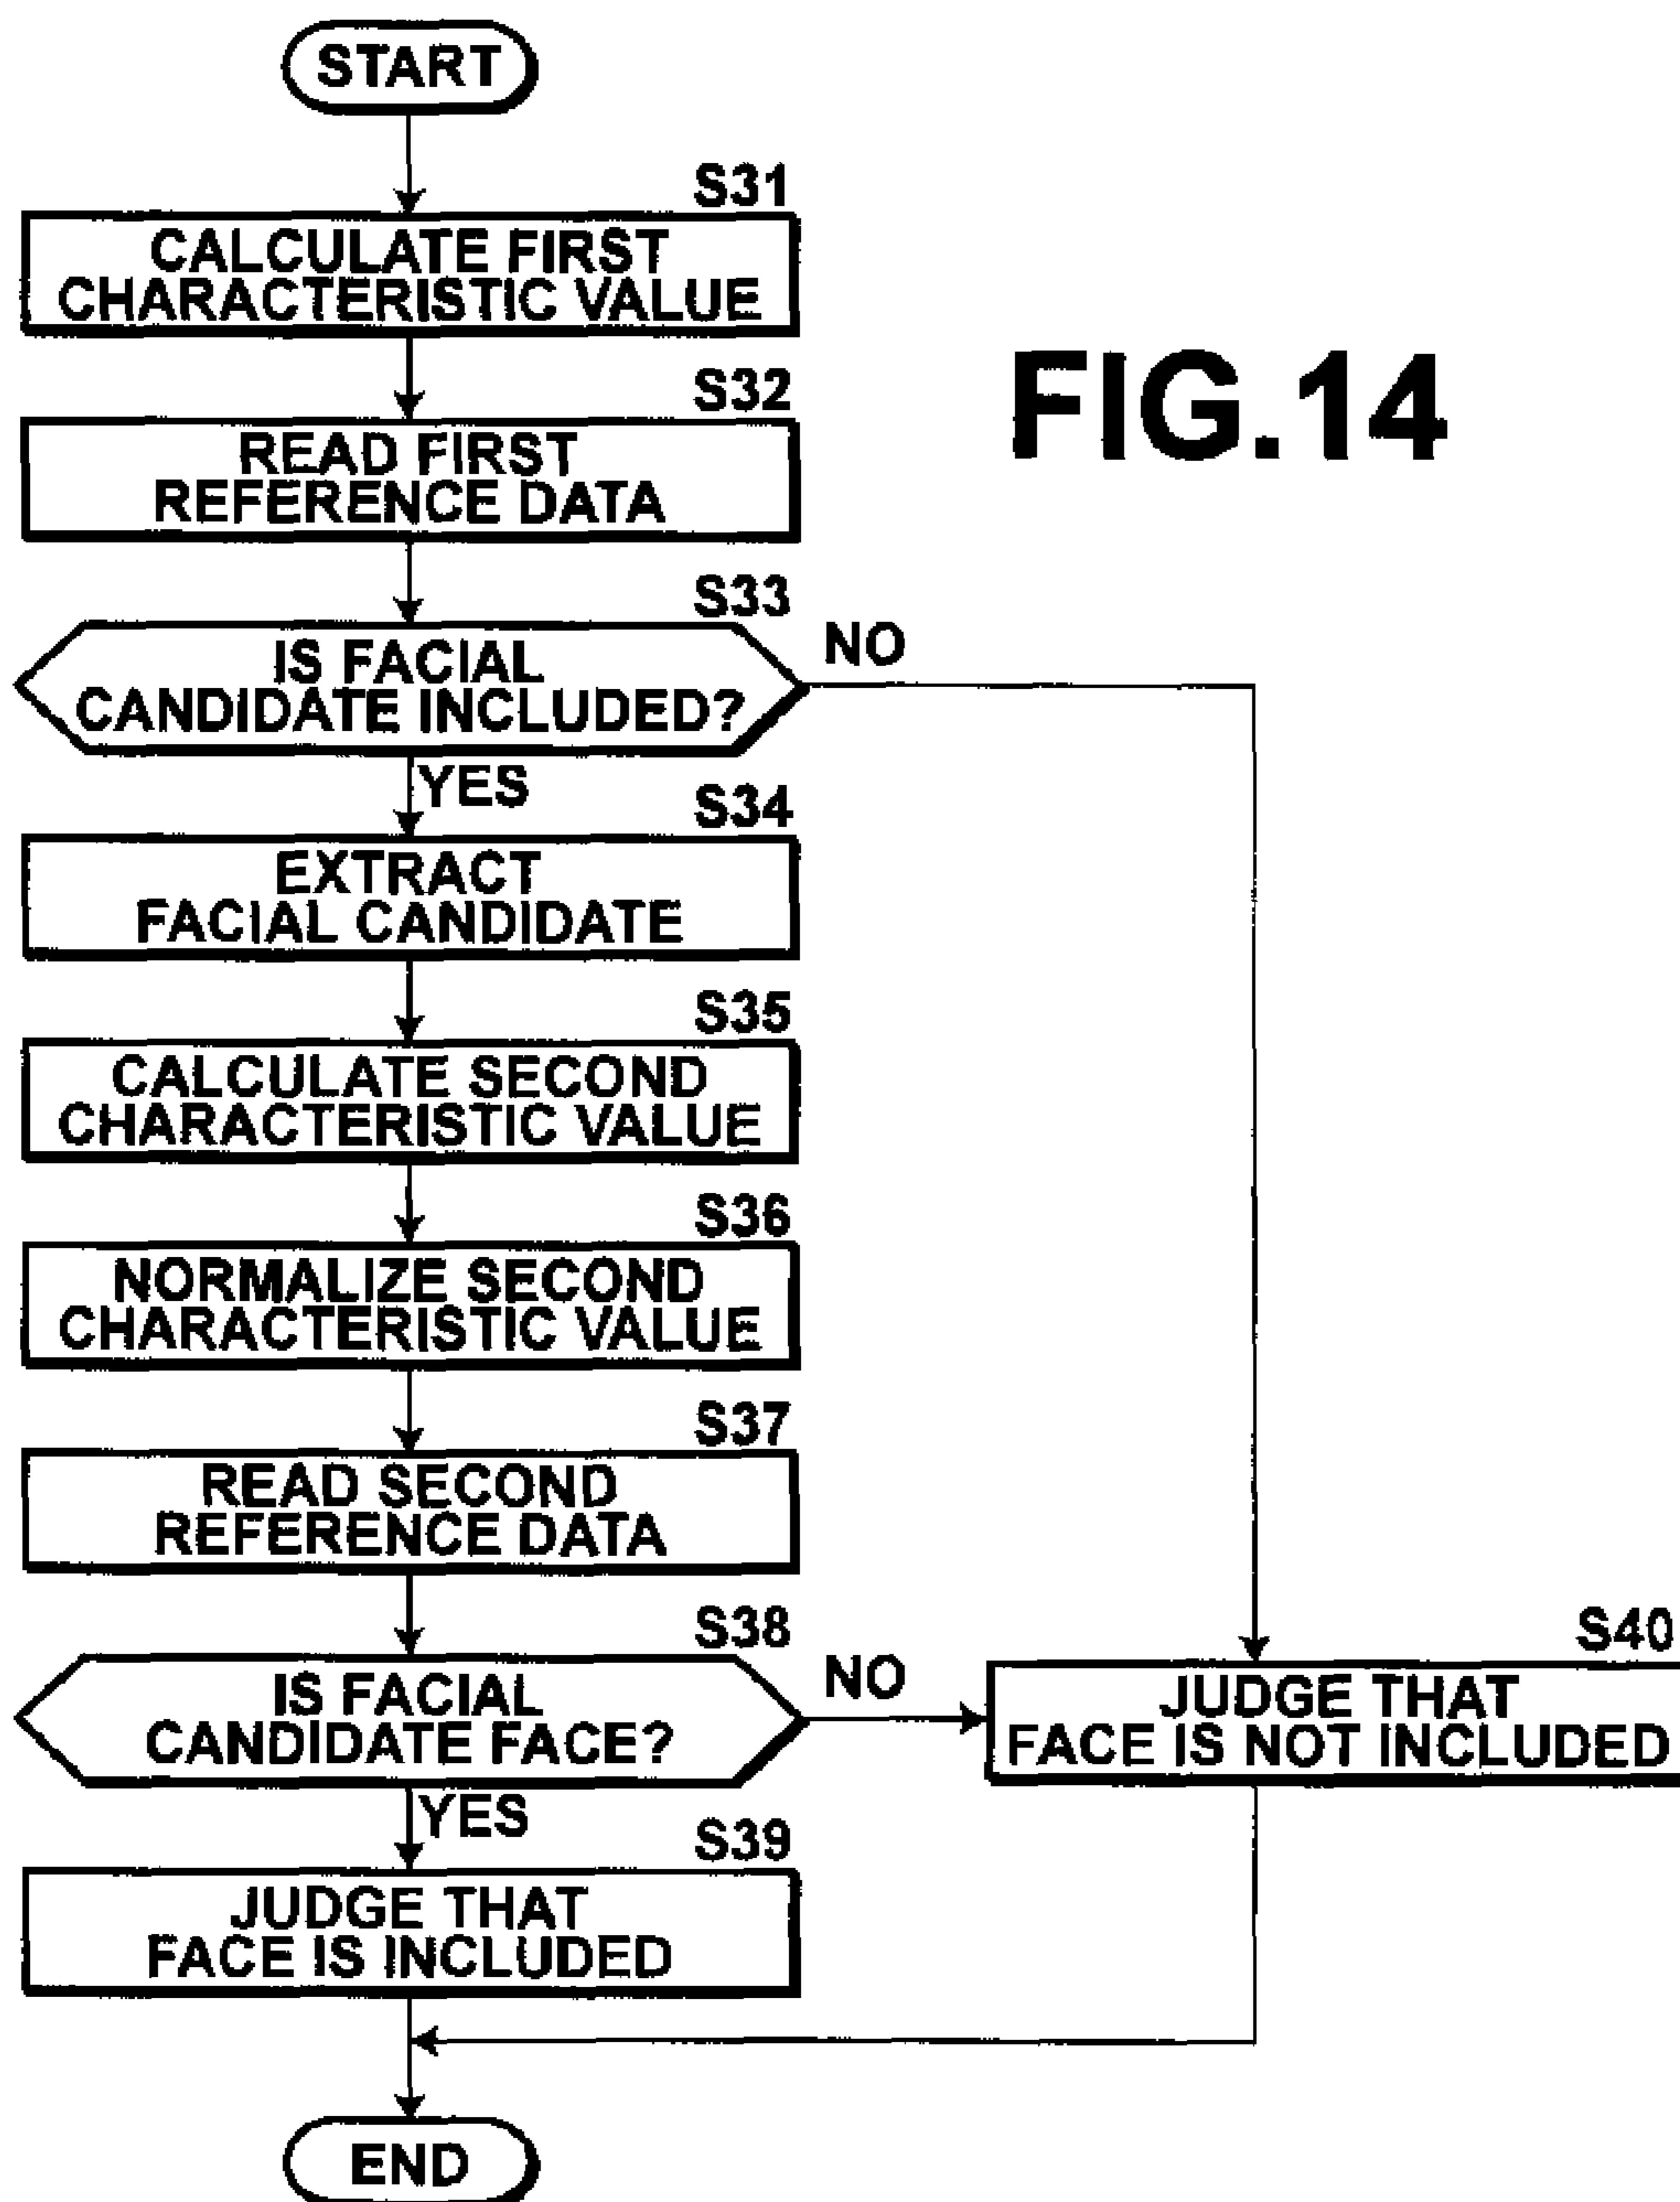 START
S31
CALCULATE FIRST
CHARACTERISTIC VALUE
S32
READ FIRST
REFERENCE DATA
FIG.14
S33
IS FACIAL
CANDIDATE INCLUDED?
NO
YES
S34
EXTRACT
FACIAL CANDIDATE
S35
CALCULATE SECOND
CHARACTERISTIC VALUE
S36
NORMALIZE SECOND
CHARACTERISTIC VALUE
S37
READ SECOND
REFERENCE DATA
S38
IS FACIAL
CANDIDATE FACE?
NO
S40
JUDGE THAT
FACE IS NOT INCLUDED
YES
S39
JUDGE THAT
FACE IS INCLUDED
END